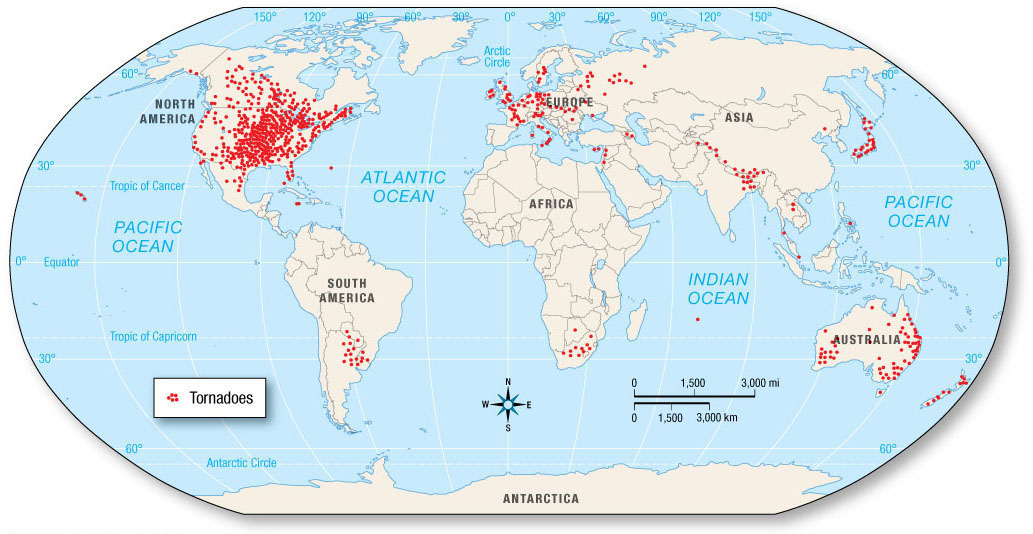 150° 120° 90° 60° 30° 0° 30° 60° 90° 120° 150°
Arctic
Circle
60°
60°
NORTH
AMERICA
EUROPE
ASIA
30°
30°
Tropic of Cancer
ATLANTIC
OCEAN
AFRICA
PACIFIC
OCEAN
PACIFIC
OCEAN
0°
Equator
0°
SOUTH
AMERICA
INDIAN
OCEAN
Tropic of Capricorn
AUSTRALIA
30°
30°
Tornadoes
N
W
E
S
0 1,500 3,000 mi
0 1,500 3,000 km
60°
60°
Antarctic Circle
ANTARCTICA